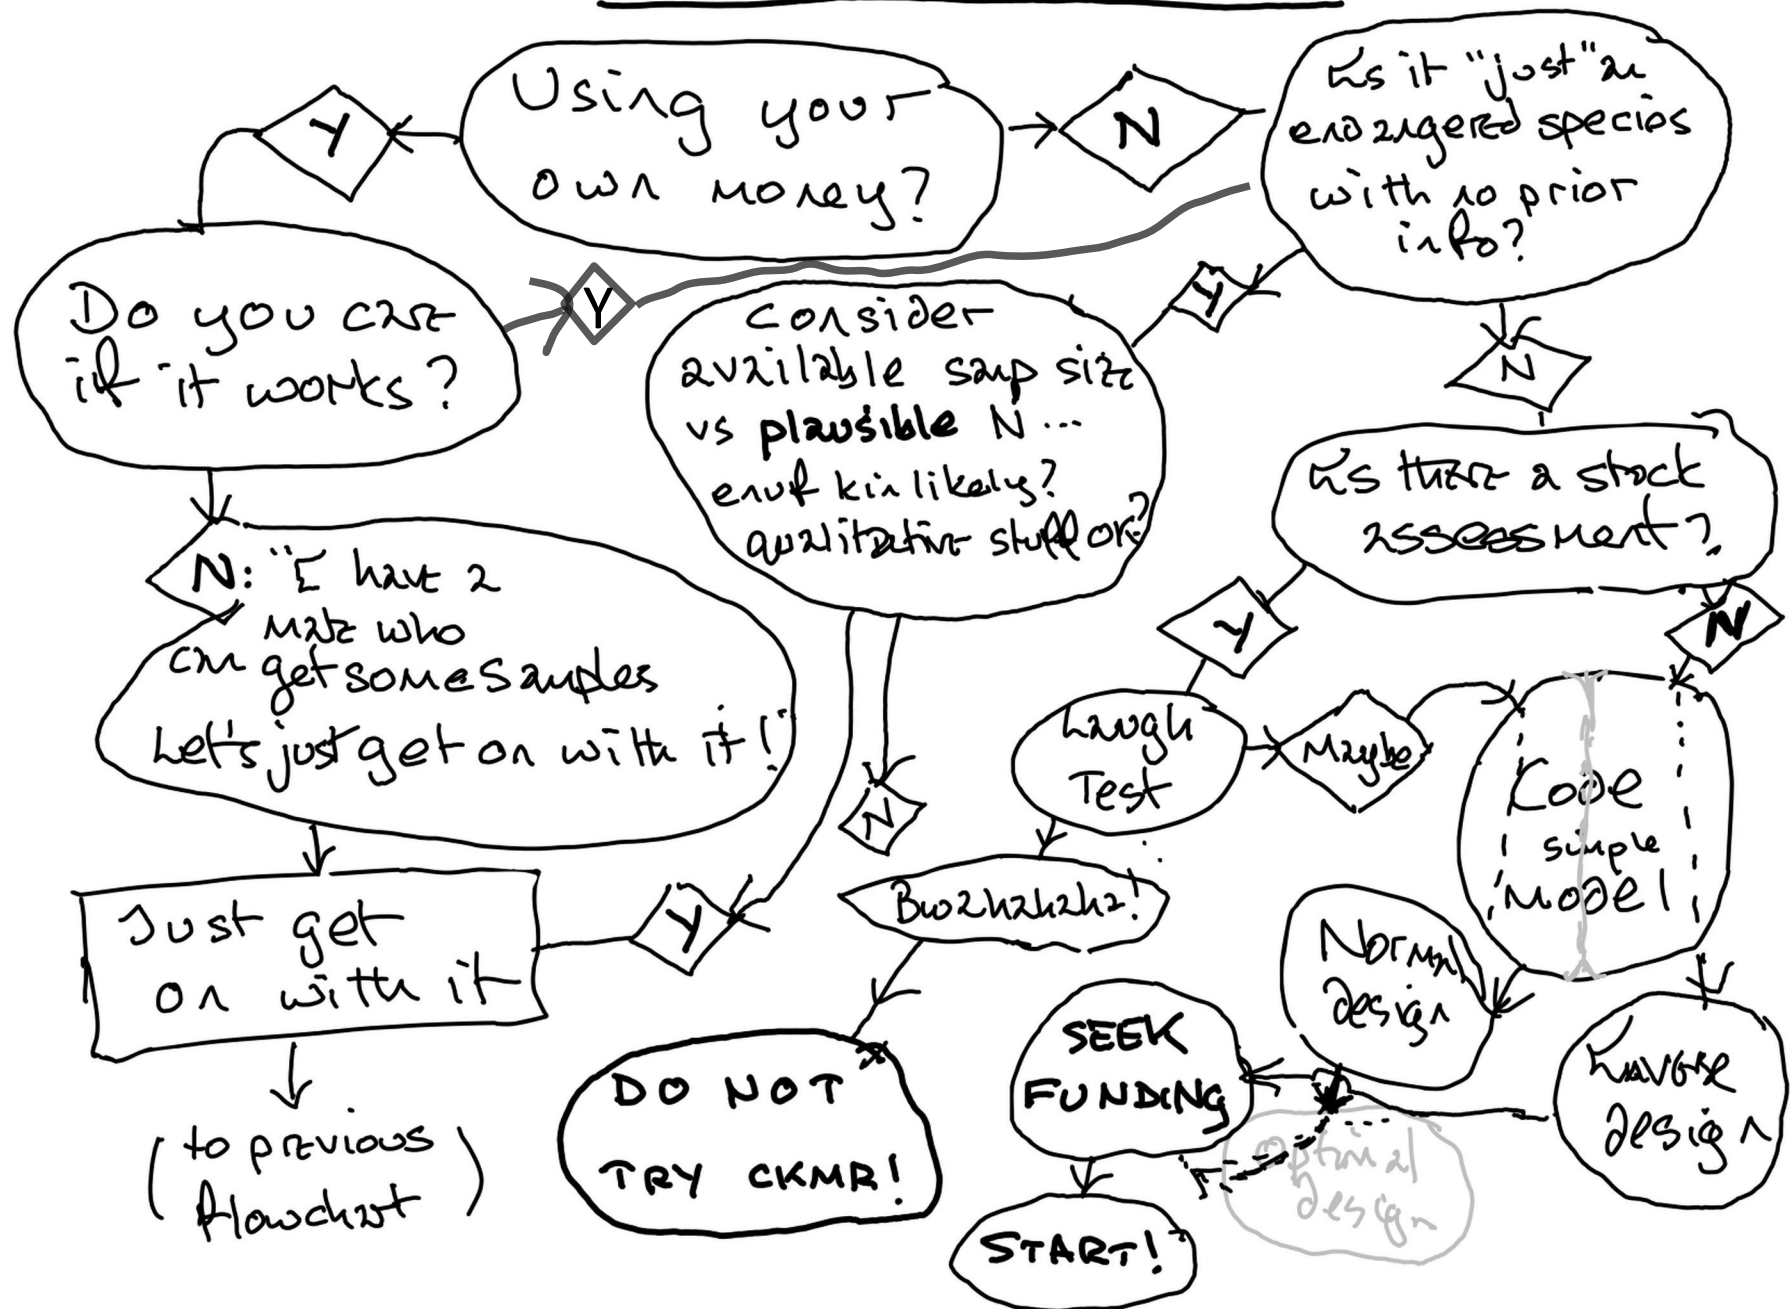 Using your
own money?
Y
N
Is it "just" an
endangered species
with no prior
info?
Do you care
if it works?
Y
Y
N
Consider
available samp size
vs plausible N...
enuf kin likely?
qualitative stuff OK?
Is there a stock
assessment?
N: "I have a
mate who
can get some samples
Let's just get on with it!"
Y
N
Laugh
Test
Maybe
Code
simple
model
N
Bwahahaha!
Just get
on with it
Y
Normal
design
SEEK
FUNDING
Inverse
design
DO NOT
TRY CKMR!
Optimal
design
(to previous
flowchart)
START!